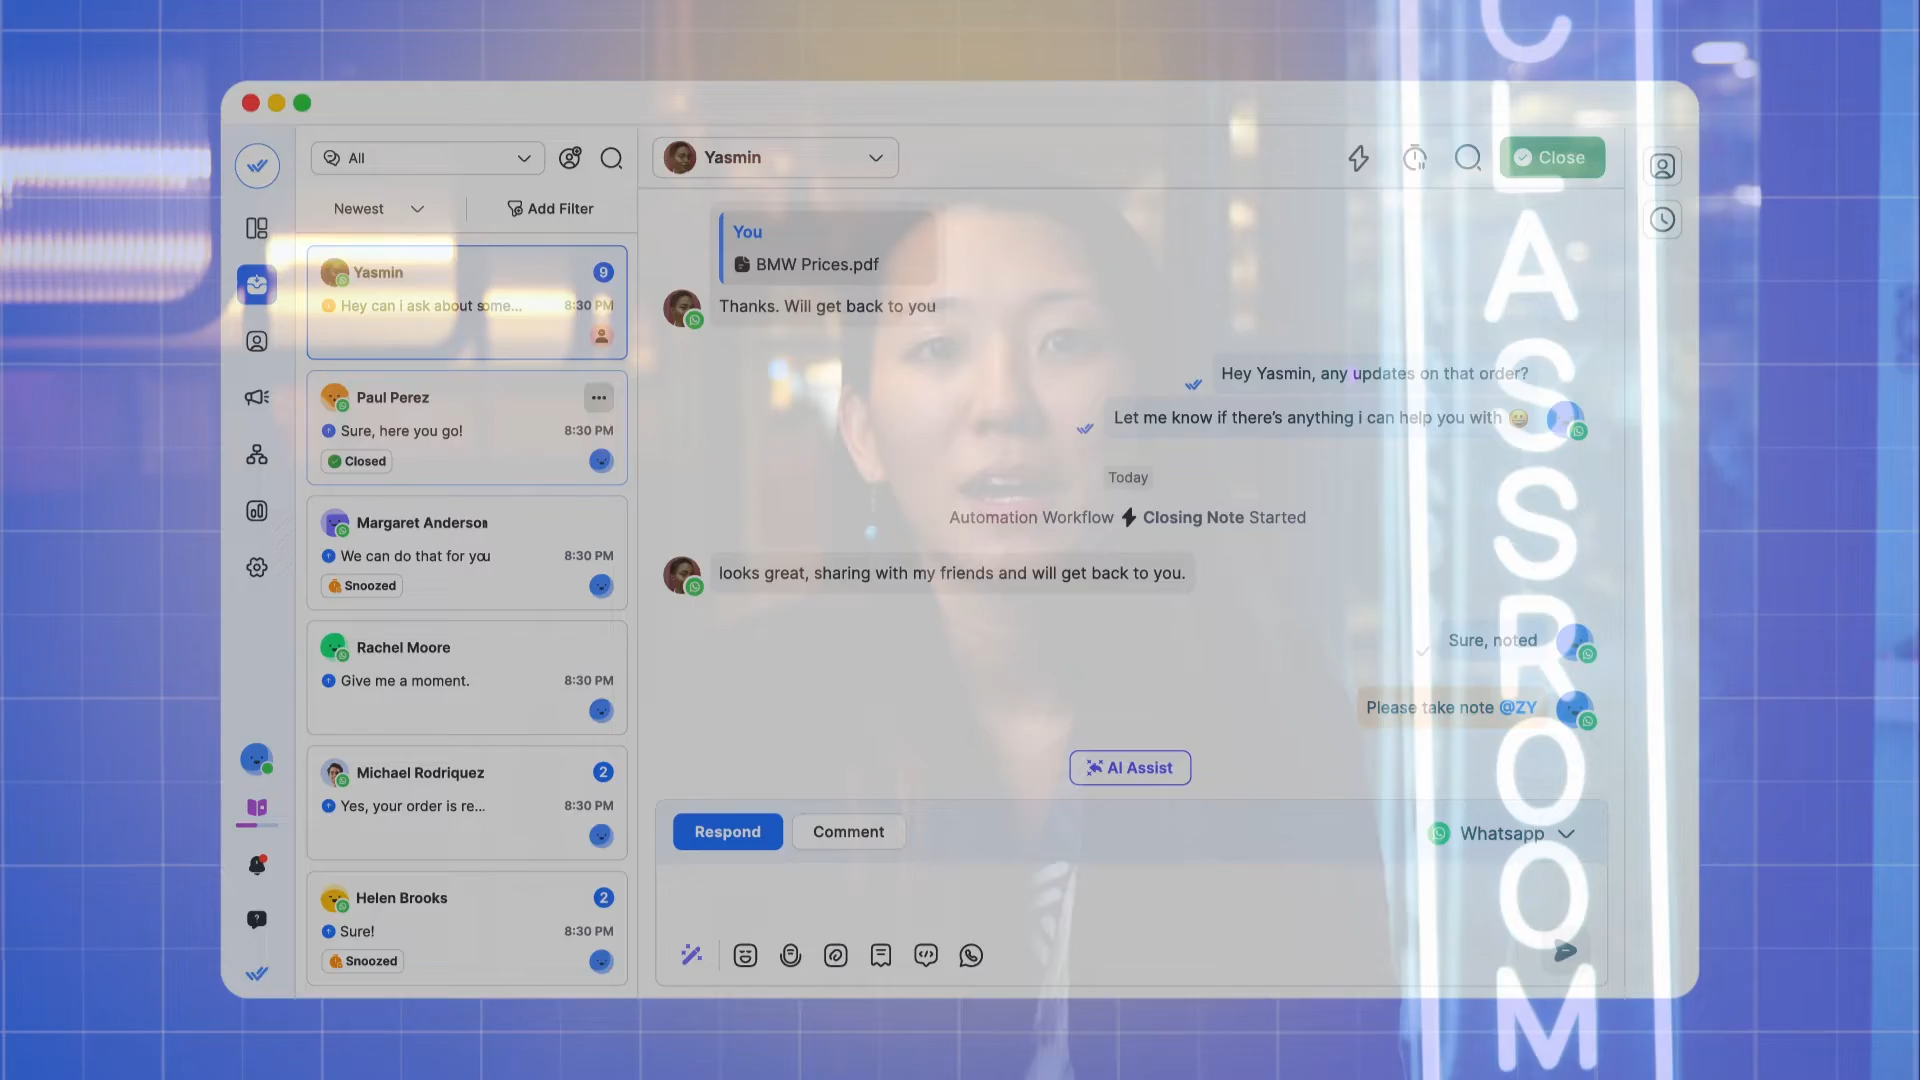 All
Newest
Add Filter
Yasmin
9
Hey can i ask about some...
8:30 PM
Paul Perez
Sure, here you go!
8:30 PM
Closed
Margaret Anderson
We can do that for you
8:30 PM
Snoozed
Rachel Moore
Give me a moment.
8:30 PM
Michael Rodriquez
2
Yes, your order is re...
8:30 PM
Helen Brooks
2
Sure!
8:30 PM
Snoozed
Yasmin
Close
You
BMW Prices.pdf
Thanks. Will get back to you
Hey Yasmin, any updates on that order?
Let me know if there's anything i can help you with 😀
Today
Automation Workflow Closing Note Started
looks great, sharing with my friends and will get back to you.
Sure, noted
Please take note @ZY
AI Assist
Respond
Comment
Whatsapp
CLASSROOM